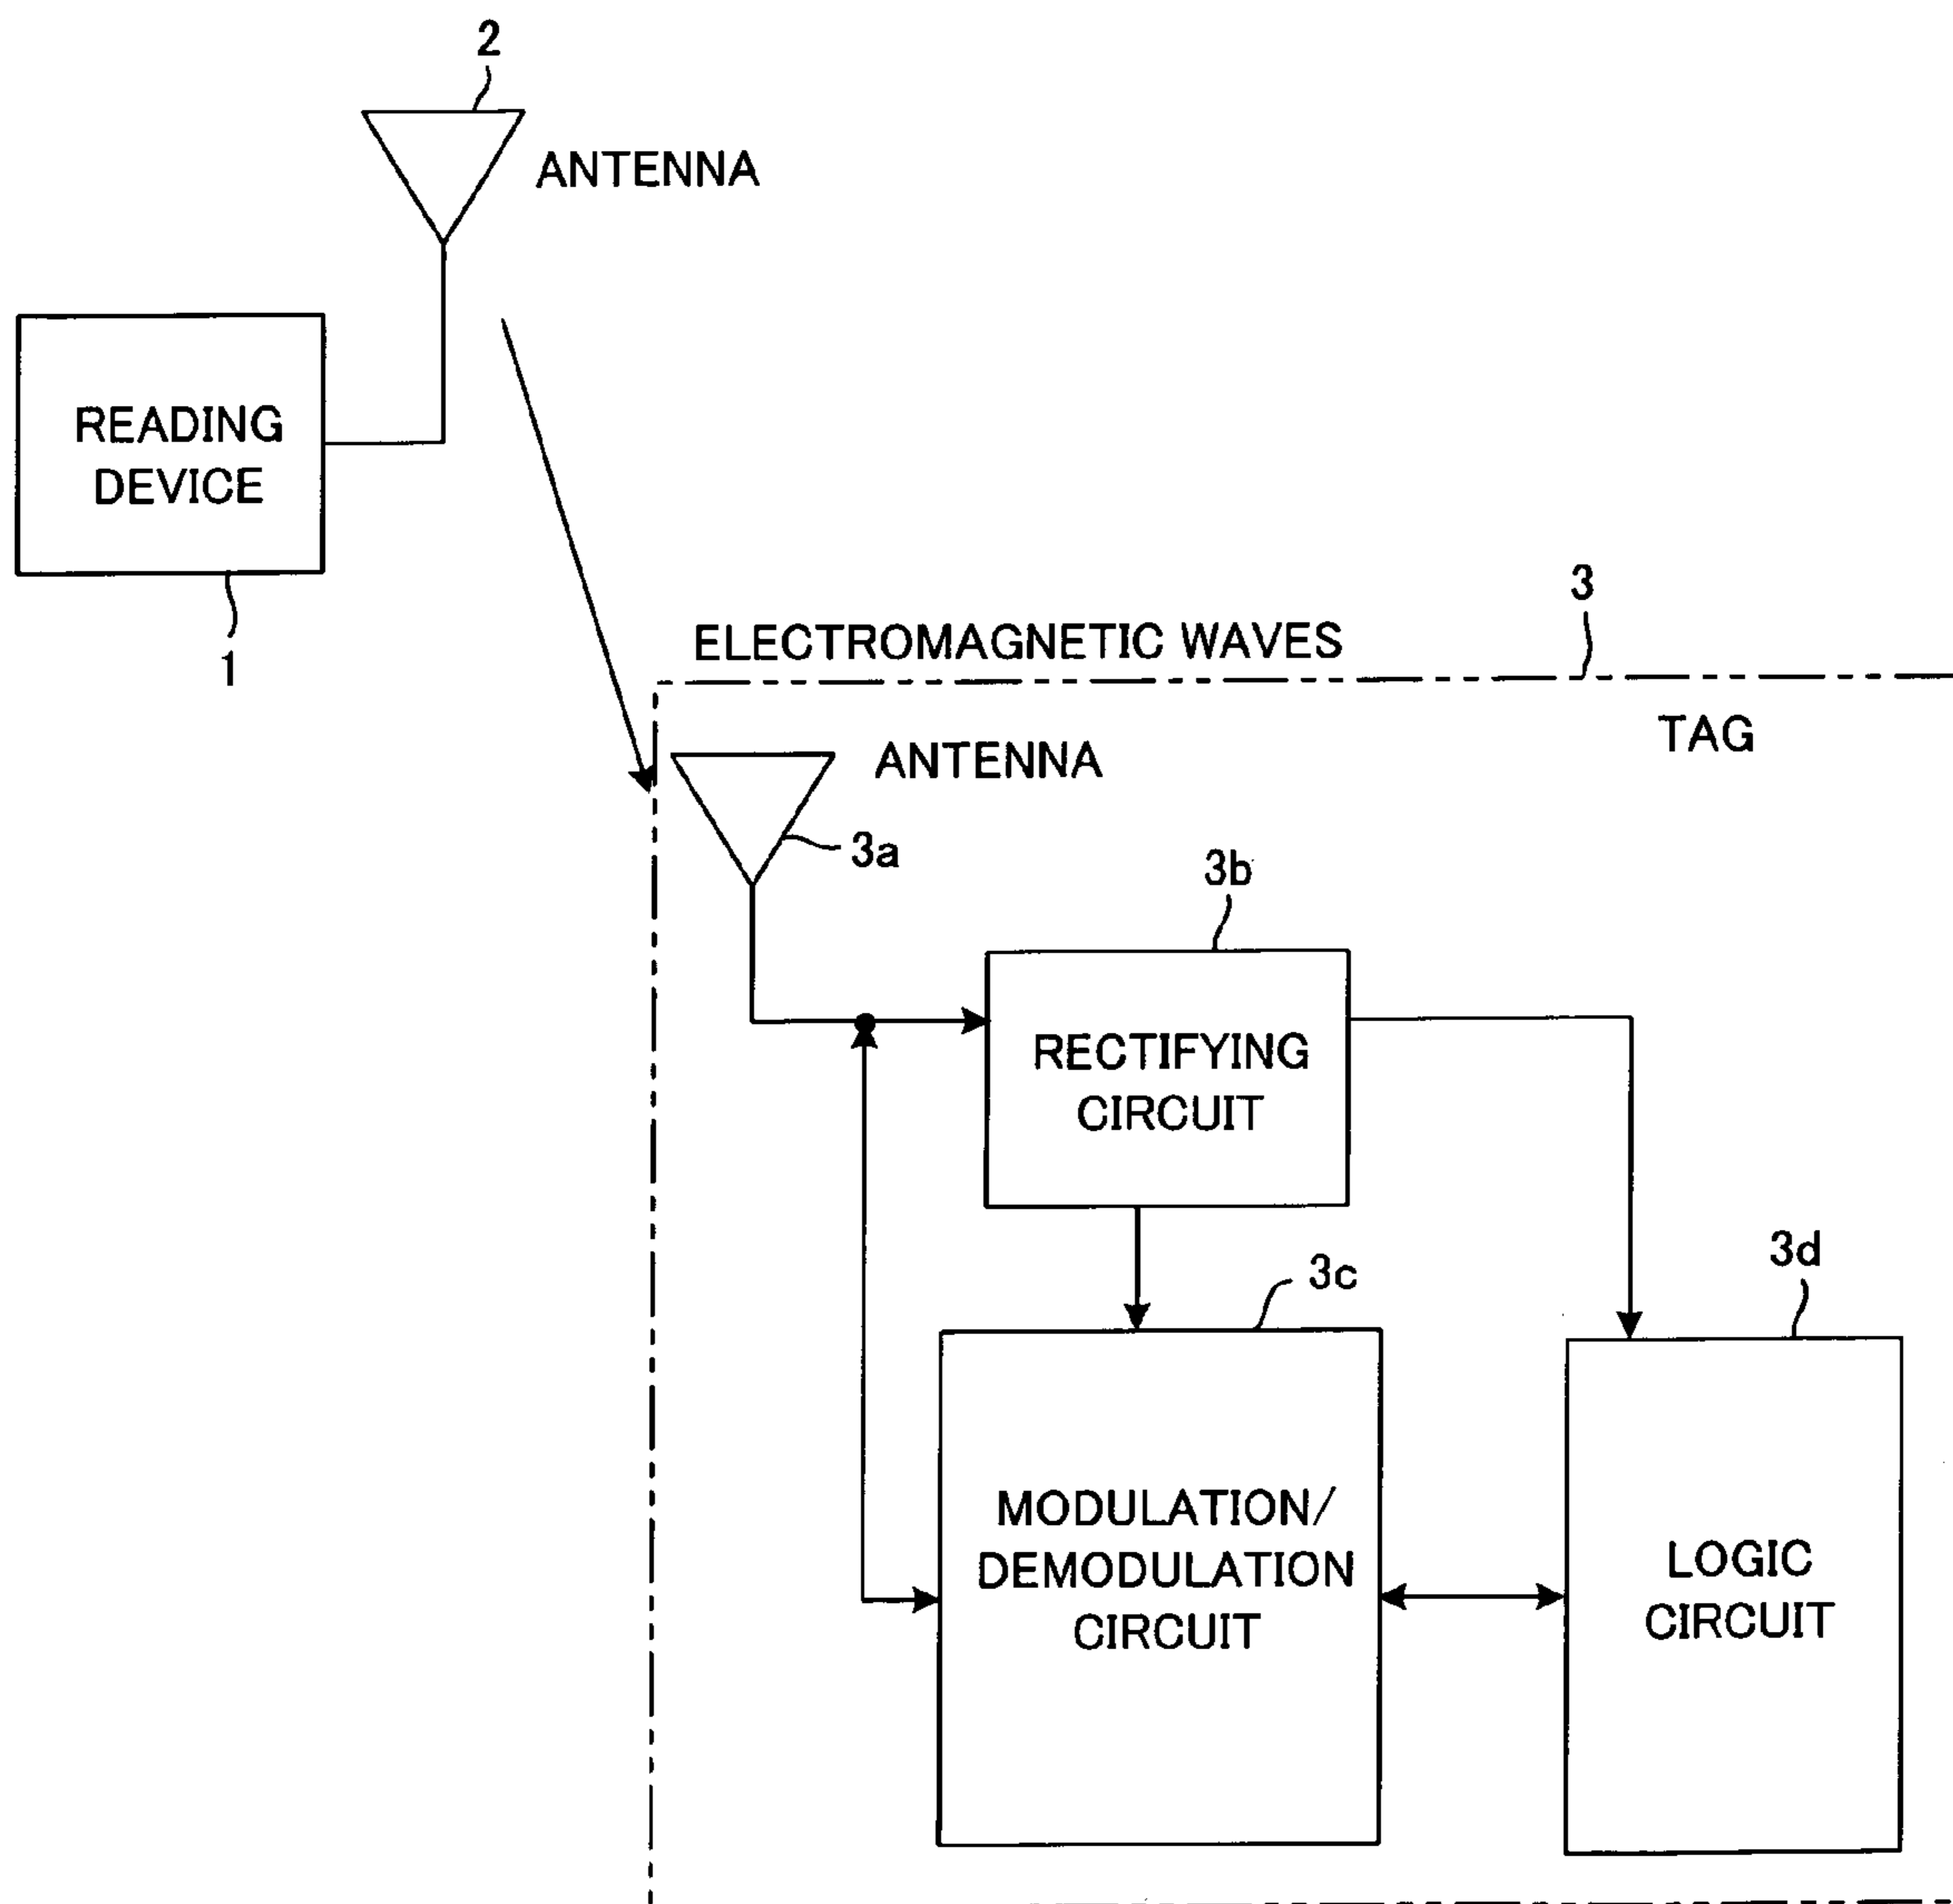 2
ANTENNA
READING
DEVICE
1
ELECTROMAGNETIC WAVES
3
TAG
ANTENNA
3a
3b
RECTIFYING
CIRCUIT
3c
3d
MODULATION/
DEMODULATION
CIRCUIT
LOGIC
CIRCUIT